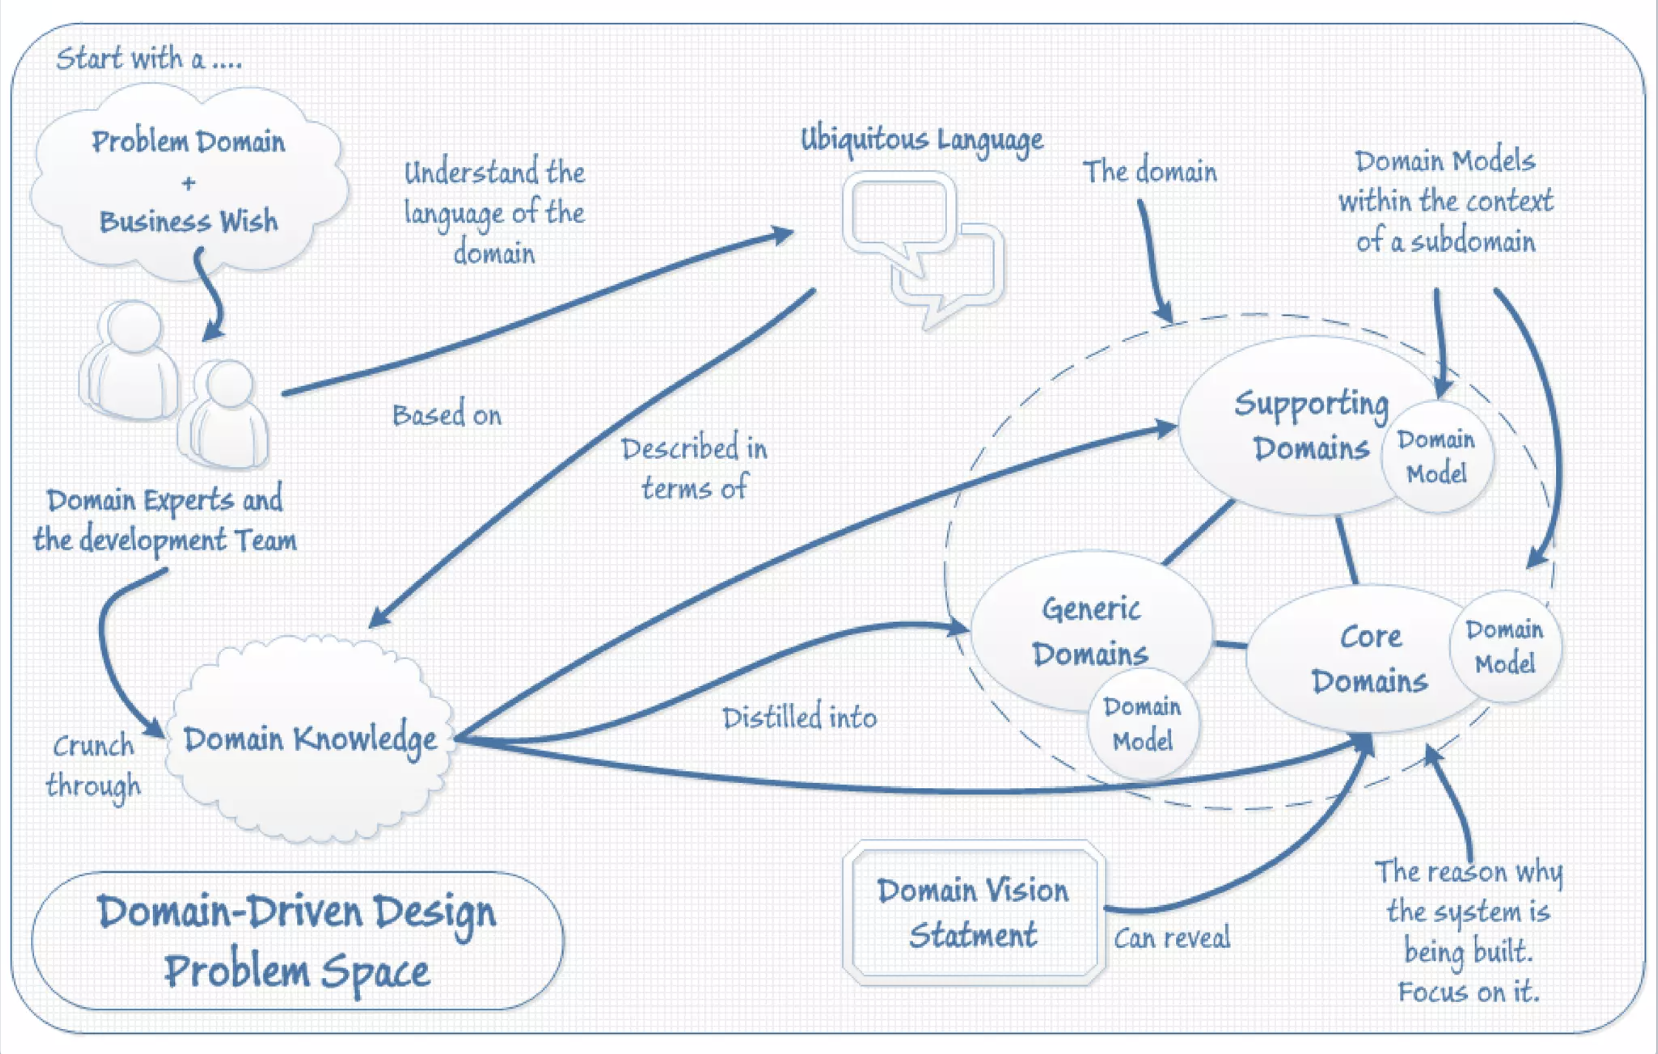 Start with a ....
Problem Domain
+
Business Wish
Understand the
language of the
domain
Ubiquitous Language
The domain
Domain Models
within the context
of a subdomain
Based on
Described in
terms of
Domain Experts and
the development Team
Supporting
Domains
Domain
Model
Generic
Domains
Domain
Model
Core
Domains
Domain
Model
Crunch
through
Domain Knowledge
Distilled into
Domain-Driven Design
Problem Space
Domain Vision
Statment
Can reveal
The reason why
the system is
being built.
Focus on it.